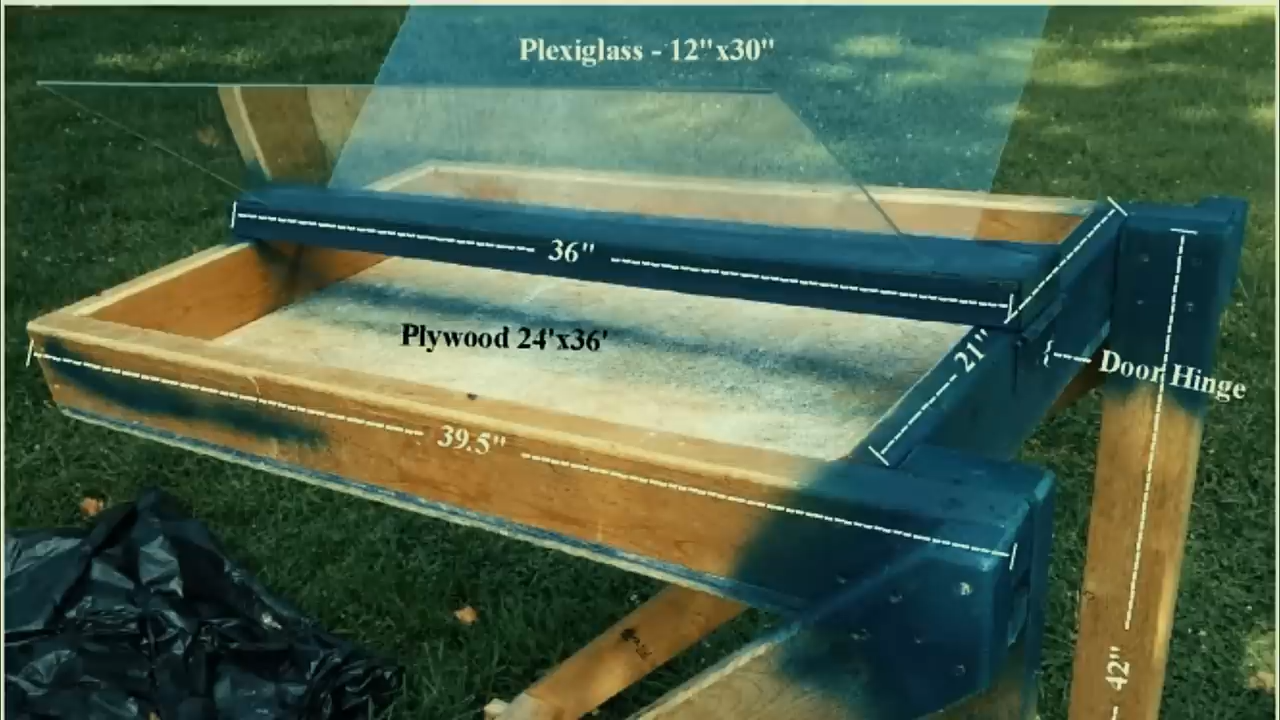 Plexiglass - 12"x30"
36"
Plywood 24'x36'
21"
Door Hinge
39.5"
42"